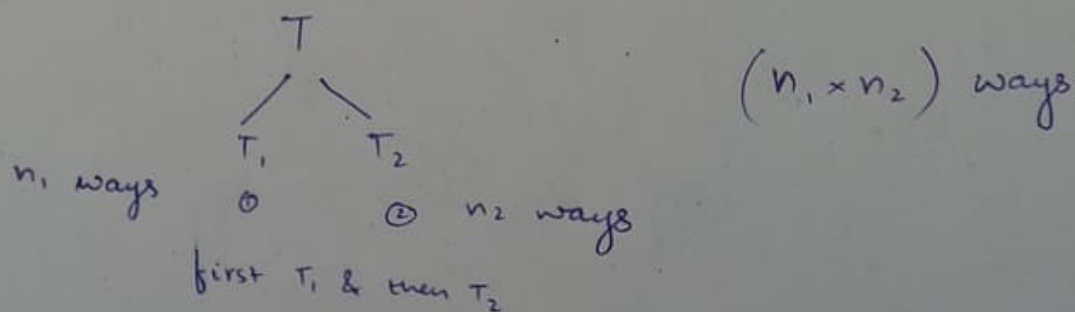 T
(n₁ × n₂) ways
T₁ T₂
n₁ ways ① ② n₂ ways
first T₁ & then T₂